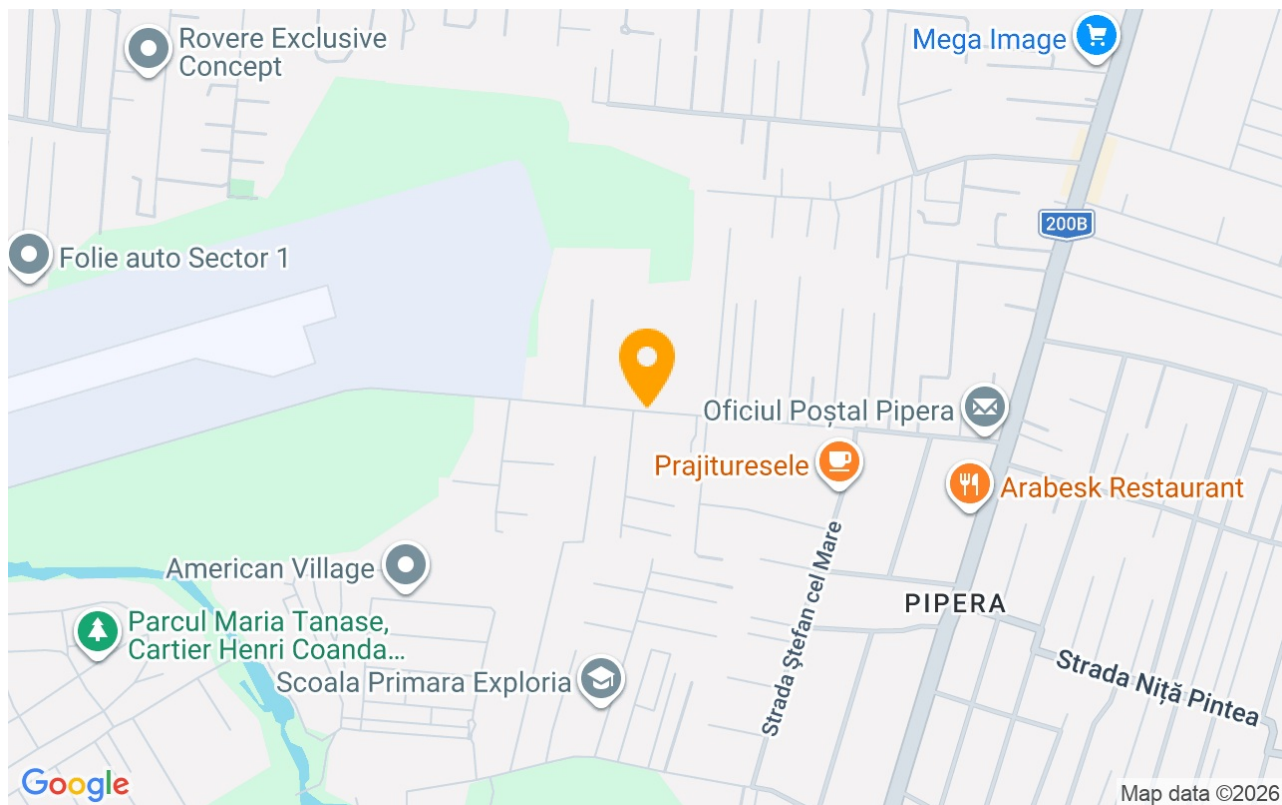 Rovere Exclusive
Concept
Mega Image
200B
Folie auto Sector 1
Oficiul Poștal Pipera
Prajituresele
Arabesk Restaurant
American Village
PIPERA
Parcul Maria Tanase,
Cartier Henri Coanda...
Scoala Primara Exploria
Strada Ștefan cel Mare
Strada Niță Pintea
Google
Map data ©2026